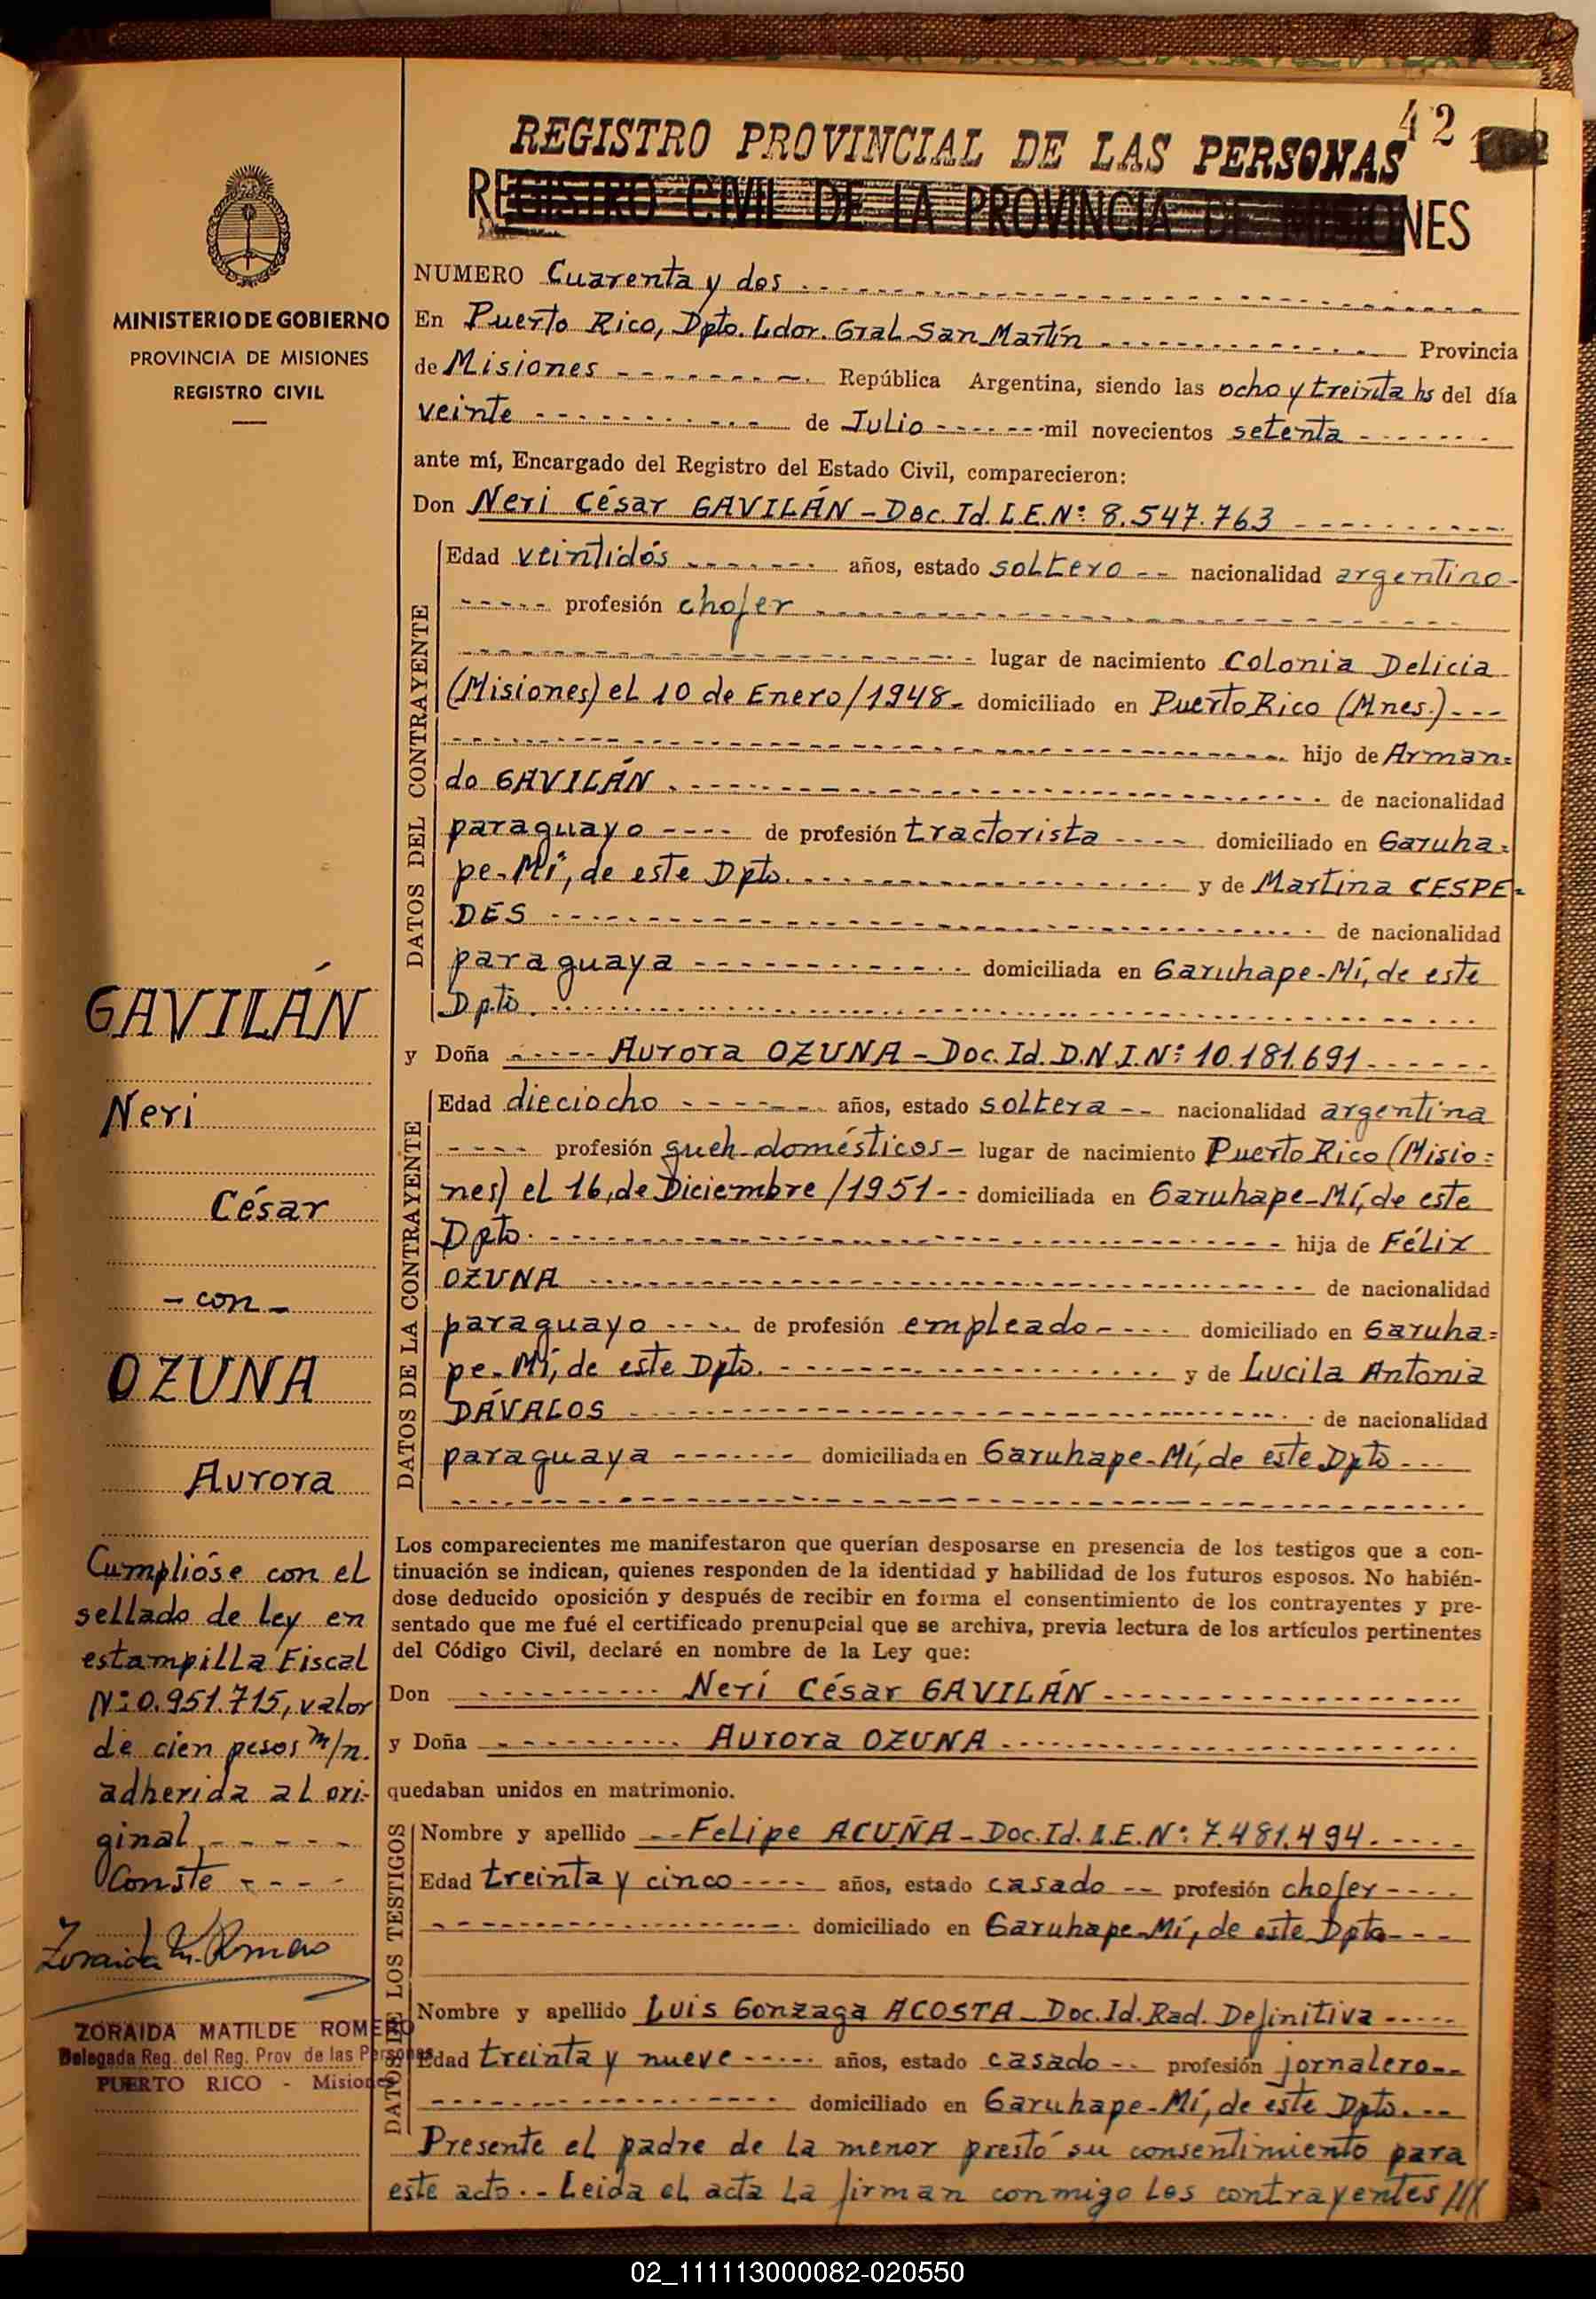 42
REGISTRO PROVINCIAL DE LAS PERSONAS
REGISTRO CIVIL DE LA PROVINCIA DE MISIONES
MINISTERIO DE GOBIERNO
PROVINCIA DE MISIONES
REGISTRO CIVIL
NUMERO Cuarenta y dos
En Puerto Rico, Dpto. Ldor. Gral. San Martín Provincia
de Misiones República Argentina, siendo las ocho y treinta hs del día
veinte de Julio mil novecientos setenta
ante mí, Encargado del Registro del Estado Civil, comparecieron:
Don Neri César GAVILÁN - Doc. Id. L.E. Nº: 8.547.763
DATOS DEL CONTRAYENTE
Edad veintidós años, estado soltero -- nacionalidad argentino-
profesión chofer
lugar de nacimiento Colonia Delicia
(Misiones) el 10 de Enero/1948.- domiciliado en Puerto Rico (Mnes.)
hijo de Arman=
do GAVILÁN de nacionalidad
paraguayo de profesión tractorista domiciliado en Garuha=
pe-Mí, de este Dpto. y de Martina CESPE=
DES de nacionalidad
paraguaya domiciliada en Garuhape-Mí, de este
Dpto.
y Doña Aurora OZUNA - Doc. Id. D.N.I. Nº: 10.181.691
DATOS DE LA CONTRAYENTE
Edad dieciocho años, estado soltera -- nacionalidad argentina
profesión queh. domésticos - lugar de nacimiento Puerto Rico (Misio=
nes) el 16, de Diciembre/1951-- domiciliada en Garuhape-Mí, de este
Dpto. hija de Félix
OZUNA de nacionalidad
paraguayo de profesión empleado domiciliado en Garuha=
pe-Mí, de este Dpto. y de Lucila Antonia
DÁVALOS de nacionalidad
paraguaya domiciliada en Garuhape-Mí, de este Dpto
Los comparecientes me manifestaron que querían desposarse en presencia de los testigos que a con-
tinuación se indican, quienes responden de la identidad y habilidad de los futuros esposos. No habién-
dose deducido oposición y después de recibir en forma el consentimiento de los contrayentes y pre-
sentado que me fué el certificado prenupcial que se archiva, previa lectura de los artículos pertinentes
del Código Civil, declaré en nombre de la Ley que:
Don Neri César GAVILÁN
y Doña Aurora OZUNA
quedaban unidos en matrimonio.
DATOS DE LOS TESTIGOS
Nombre y apellido Felipe ACUÑA - Doc. Id. L.E. Nº: 7.481.494.
Edad treinta y cinco años, estado casado -- profesión chofer
domiciliado en Garuhape-Mí, de este Dpto
Nombre y apellido Luis Gonzaga ACOSTA - Doc. Id. Rad. Definitiva
Edad treinta y nueve años, estado casado -- profesión jornalero
domiciliado en Garuhape-Mí, de este Dpto.
Presente el padre de la menor prestó su consentimiento para
este acto.- Leida el acta la firman conmigo los contrayentes ///
GAVILÁN
Neri
César
- con -
OZUNA
Aurora
Cumplióse con el
sellado de ley en
estampilla Fiscal
Nº: 0.951.715, valor
de cien pesos m/n.
adherida al ori-
ginal
Conste
Zoraida M. Romero
ZORAIDA MATILDE ROMERO
Delegada Reg. del Reg. Prov. de las Personas
PUERTO RICO - Misiones
02_111113000082-020550